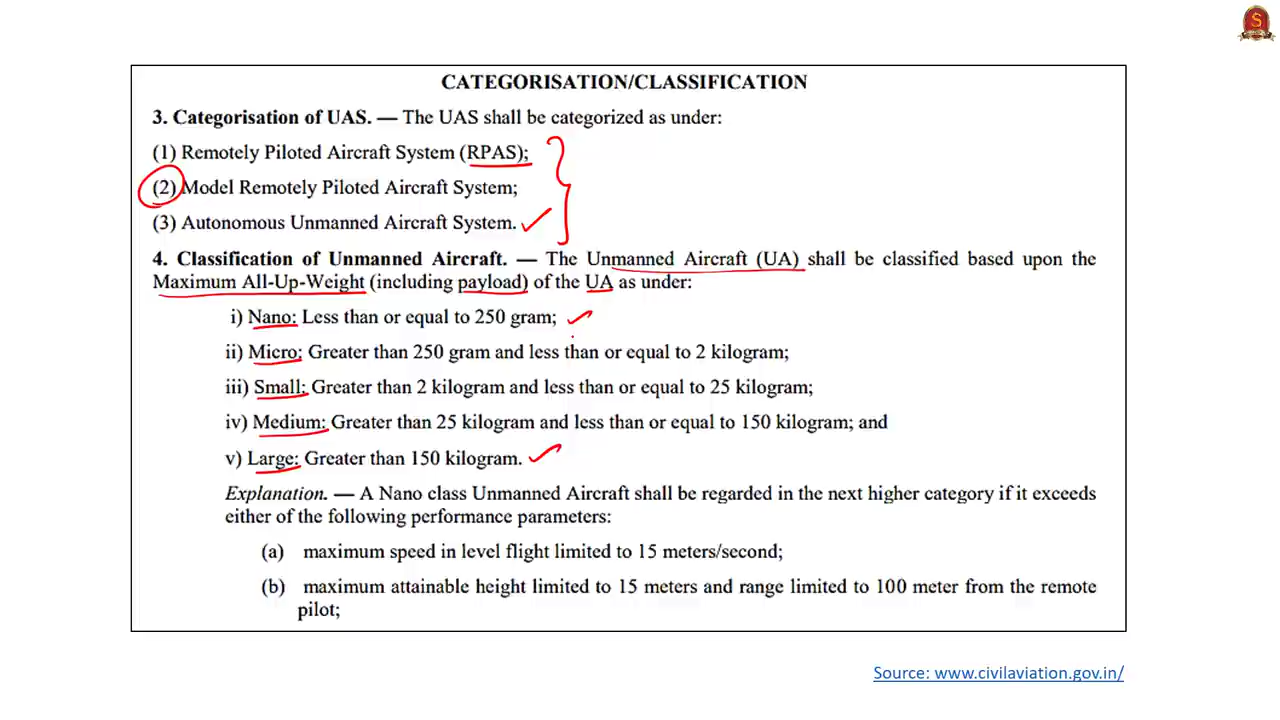 CATEGORISATION/CLASSIFICATION
3. Categorisation of UAS. — The UAS shall be categorized as under:
(1) Remotely Piloted Aircraft System (RPAS);
(2) Model Remotely Piloted Aircraft System;
(3) Autonomous Unmanned Aircraft System.
4. Classification of Unmanned Aircraft. — The Unmanned Aircraft (UA) shall be classified based upon the
Maximum All-Up-Weight (including payload) of the UA as under:
i) Nano: Less than or equal to 250 gram;
ii) Micro: Greater than 250 gram and less than or equal to 2 kilogram;
iii) Small: Greater than 2 kilogram and less than or equal to 25 kilogram;
iv) Medium: Greater than 25 kilogram and less than or equal to 150 kilogram; and
v) Large: Greater than 150 kilogram.
Explanation. — A Nano class Unmanned Aircraft shall be regarded in the next higher category if it exceeds
either of the following performance parameters:
(a) maximum speed in level flight limited to 15 meters/second;
(b) maximum attainable height limited to 15 meters and range limited to 100 meter from the remote
pilot;
Source: www.civilaviation.gov.in/